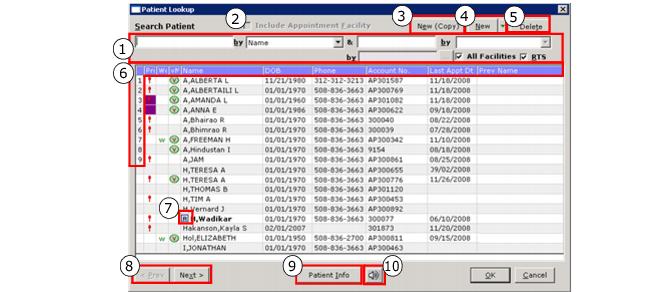 Patient Lookup
Search Patient
2
Include Appointment Facility
3
New (Copy)
4
New
5
Delete
1
by Name
&
by
by
All Facilities
RTS
6
Pri
Name DOB Phone Account No. Last Appt Dt Prev Name
1 A,ALBERTA L 11/21/1980 312-312-3213 AP301587 11/18/2008
2 A,ALBERTAILI L 01/01/1970 508-836-3663 AP300769 11/18/2008
3 A,AMANDA L 01/01/1960 508-836-3663 AP301082 11/18/2008
4 A,ANNA E 01/01/1986 508-836-3663 AP300622 09/18/2008
5 A,Bhairao R 01/01/1970 508-836-3663 300040 08/22/2008
6 A,Bhimrao R 01/01/1970 508-836-3663 300039 07/28/2008
7 w V A,FREEMAN H 01/01/1970 508-836-3663 AP300342 11/10/2008
8 V A,Hindustan I 01/01/1970 508-836-3663 9154 08/18/2008
9 A,JAM 01/01/1970 508-836-3663 AP300861 08/25/2008
H,TERESA A 01/01/1970 508-836-3663 AP300655 09/02/2008
H,TERESA A 01/01/1970 508-836-3663 AP300776 11/26/2008
H,THOMAS B 01/01/1970 508-836-3663 AP301120
H,TIM A 01/01/1970 508-836-3663 AP300453
H,Vernard J 01/01/1970 508-836-3663 AP300892
7
,Wadikar 01/01/1970 508-836-3663 300077 06/10/2008
Hakanson,Kayla S 02/01/2007 301873 11/20/2008
w V Hol,ELIZABETH 01/01/1950 508-836-2700 AP300811 09/15/2008
I,JONATHAN 01/01/1970 508-836-3663 AP300463
8
< Prev
Next >
9
Patient Info
10
OK
Cancel